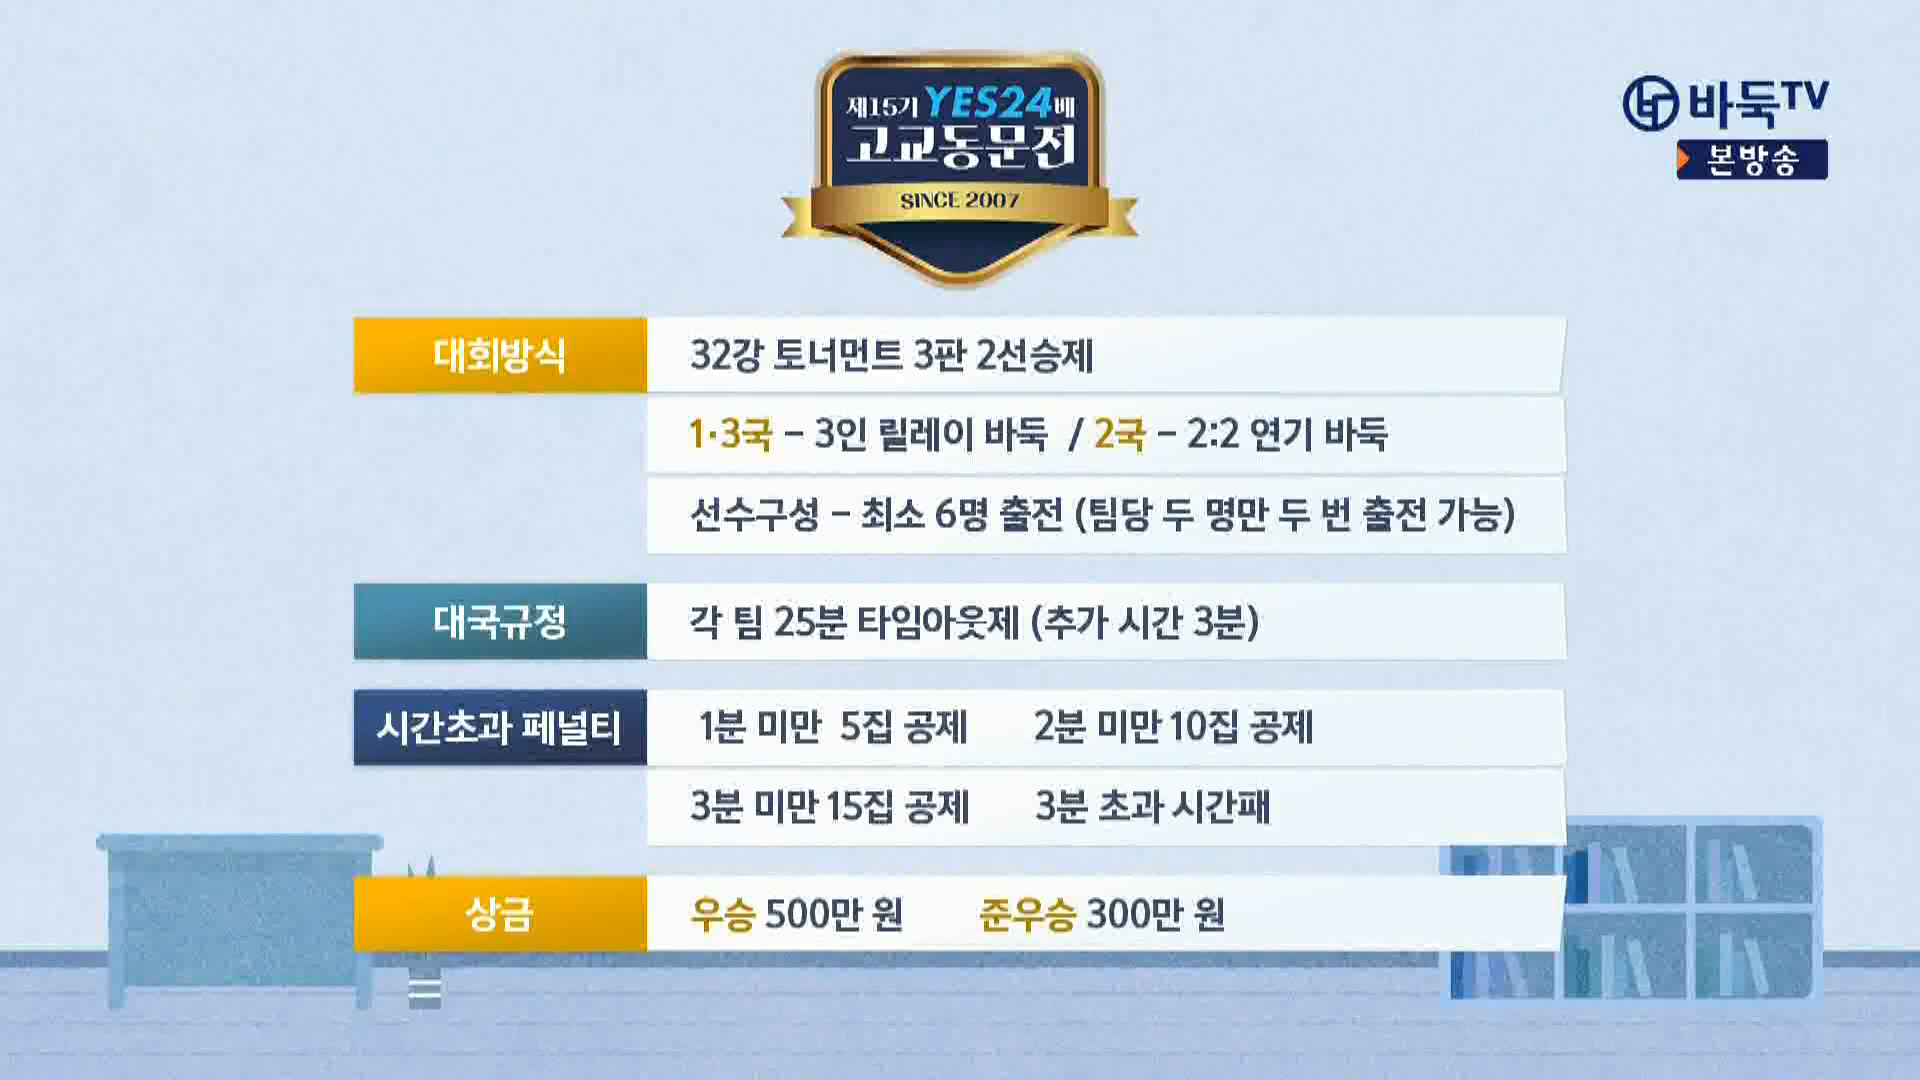 제15기 YES24배
고교동문전
SINCE 2007
바둑TV
본방송
대회방식 32강 토너먼트 3판 2선승제
1·3국 - 3인 릴레이 바둑 / 2국 - 2:2 연기 바둑
선수구성 - 최소 6명 출전 (팀당 두 명만 두 번 출전 가능)
대국규정 각 팀 25분 타임아웃제 (추가 시간 3분)
시간초과 페널티 1분 미만 5집 공제 2분 미만 10집 공제
3분 미만 15집 공제 3분 초과 시간패
상금 우승 500만 원 준우승 300만 원